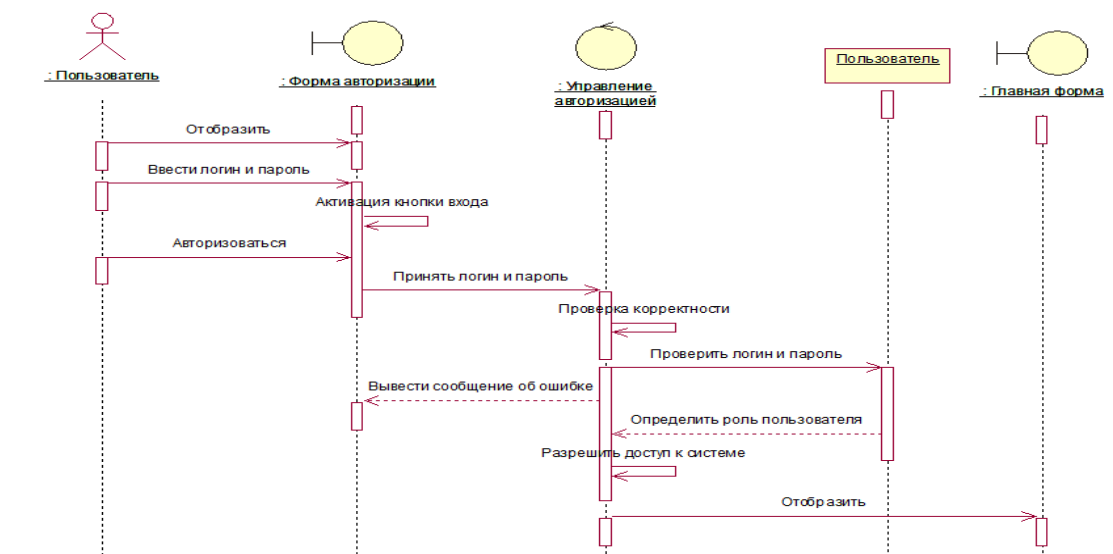 : Пользователь
: Форма авторизации
: Управление
авторизацией
Пользователь
: Главная форма
Отобразить
Ввести логин и пароль
Активация кнопки входа
Авторизоваться
Принять логин и пароль
Проверка корректности
Проверить логин и пароль
Вывести сообщение об ошибке
Определить роль пользователя
Разрешить доступ к системе
Отобразить